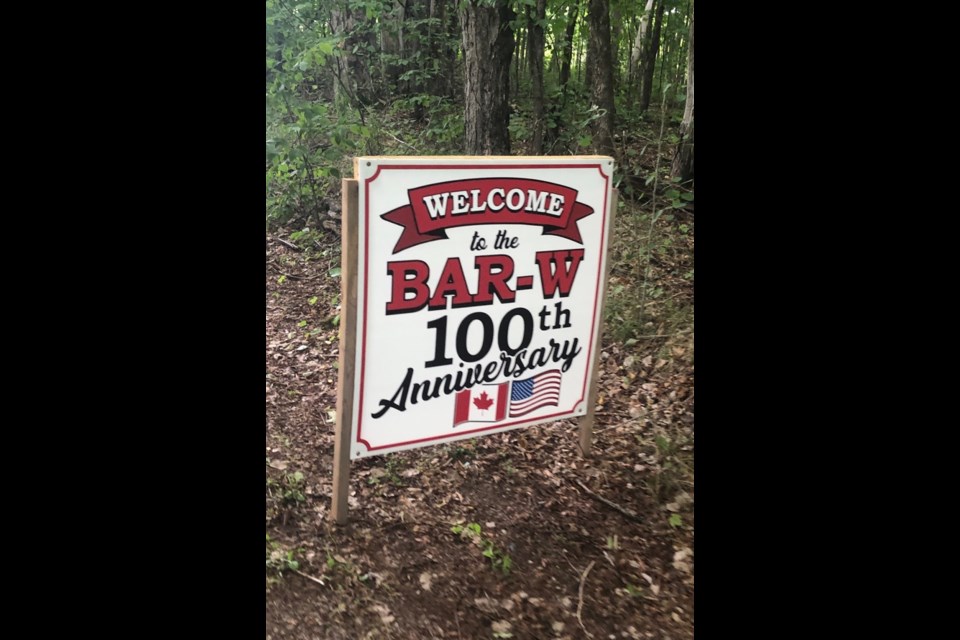 WELCOME
to the
BAR-W
100th
Anniversary